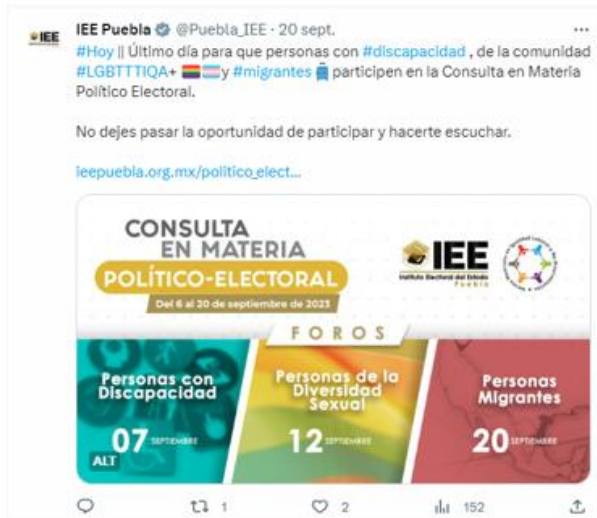 IEE
IEE Puebla @Puebla_IEE · 20 sept.
#Hoy || Último día para que personas con #discapacidad , de la comunidad
#LGBTTTIQA+ y #migrantes participen en la Consulta en Materia
Político Electoral.
No dejes pasar la oportunidad de participar y hacerte escuchar.
ieepuebla.org.mx/politico_elect...
CONSULTA
EN MATERIA
POLÍTICO-ELECTORAL
Del 6 al 20 de septiembre de 2023
IEE
Instituto Electoral del Estado
Puebla
FOROS
Personas con
Discapacidad
07 SEPTIEMBRE
ALT
Personas de la
Diversidad
Sexual
12 SEPTIEMBRE
Personas
Migrantes
20 SEPTIEMBRE
1
2
152